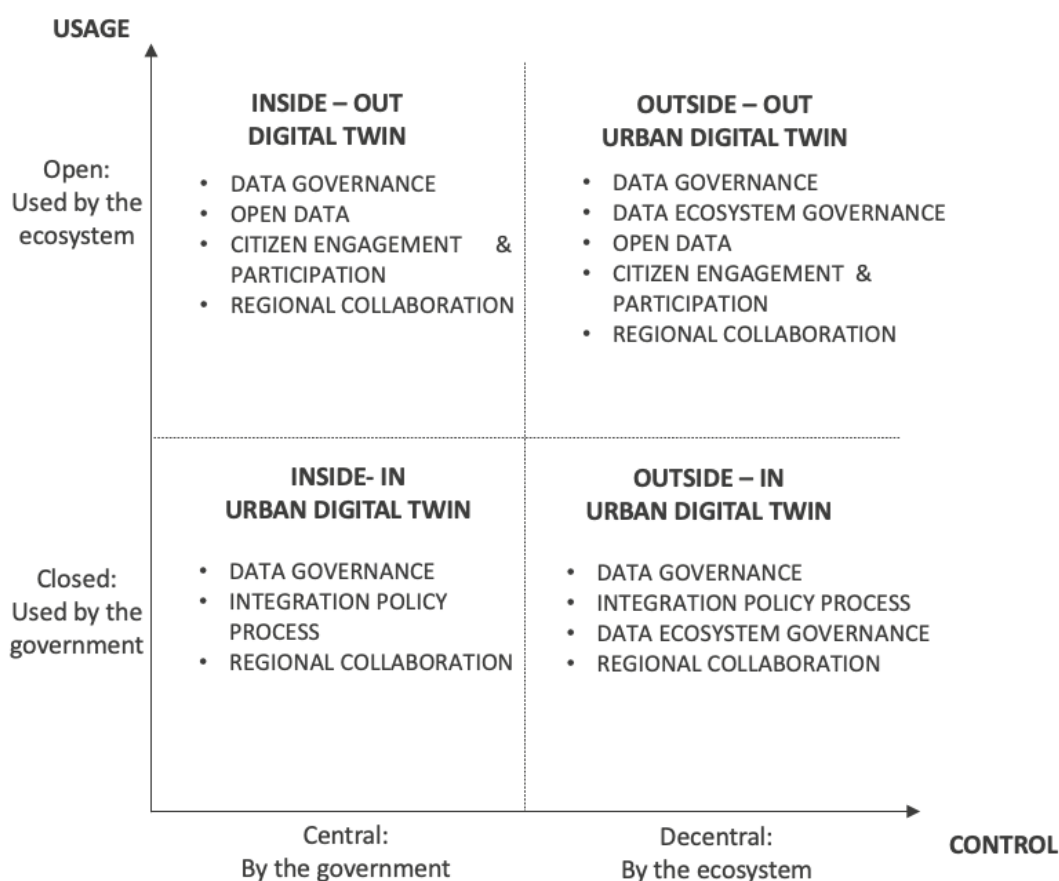 USAGE
INSIDE – OUT
DIGITAL TWIN
• DATA GOVERNANCE
• OPEN DATA
• CITIZEN ENGAGEMENT &
PARTICIPATION
• REGIONAL COLLABORATION
OUTSIDE – OUT
URBAN DIGITAL TWIN
• DATA GOVERNANCE
• DATA ECOSYSTEM GOVERNANCE
• OPEN DATA
• CITIZEN ENGAGEMENT &
PARTICIPATION
• REGIONAL COLLABORATION
Open:
Used by the
ecosystem
INSIDE- IN
URBAN DIGITAL TWIN
• DATA GOVERNANCE
• INTEGRATION POLICY
PROCESS
• REGIONAL COLLABORATION
OUTSIDE – IN
URBAN DIGITAL TWIN
• DATA GOVERNANCE
• INTEGRATION POLICY PROCESS
• DATA ECOSYSTEM GOVERNANCE
• REGIONAL COLLABORATION
Closed:
Used by the
government
Central:
By the government
Decentral:
By the ecosystem
CONTROL